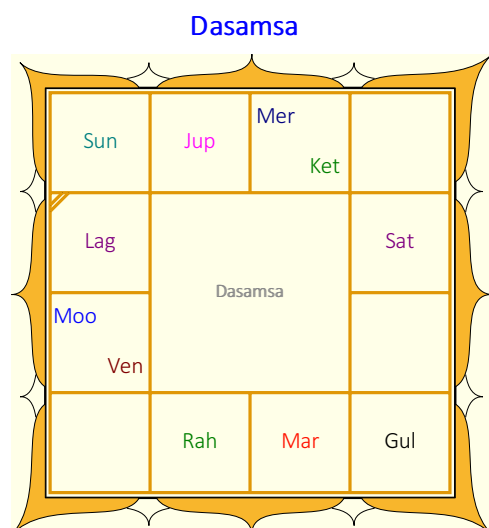 Dasamsa
Mer
Sun
Jup
Ket
Lag
Sat
Dasamsa
Moo
Ven
Rah
Mar
Gul